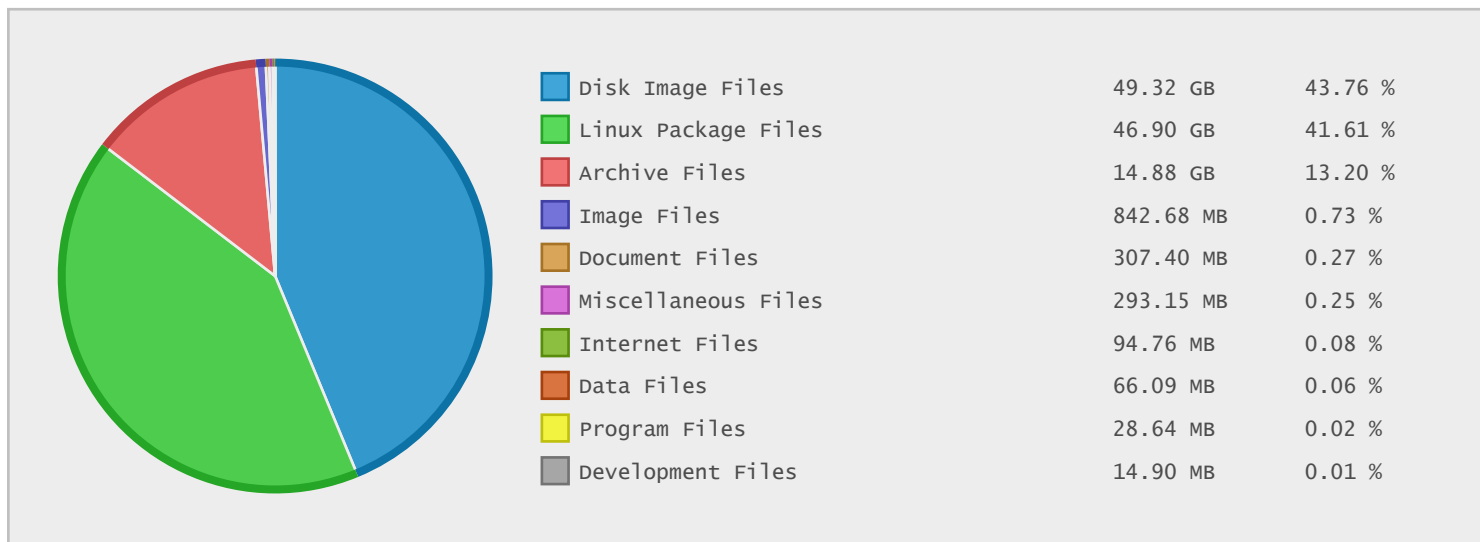 Disk Image Files 49.32 GB 43.76 %
Linux Package Files 46.90 GB 41.61 %
Archive Files 14.88 GB 13.20 %
Image Files 842.68 MB 0.73 %
Document Files 307.40 MB 0.27 %
Miscellaneous Files 293.15 MB 0.25 %
Internet Files 94.76 MB 0.08 %
Data Files 66.09 MB 0.06 %
Program Files 28.64 MB 0.02 %
Development Files 14.90 MB 0.01 %